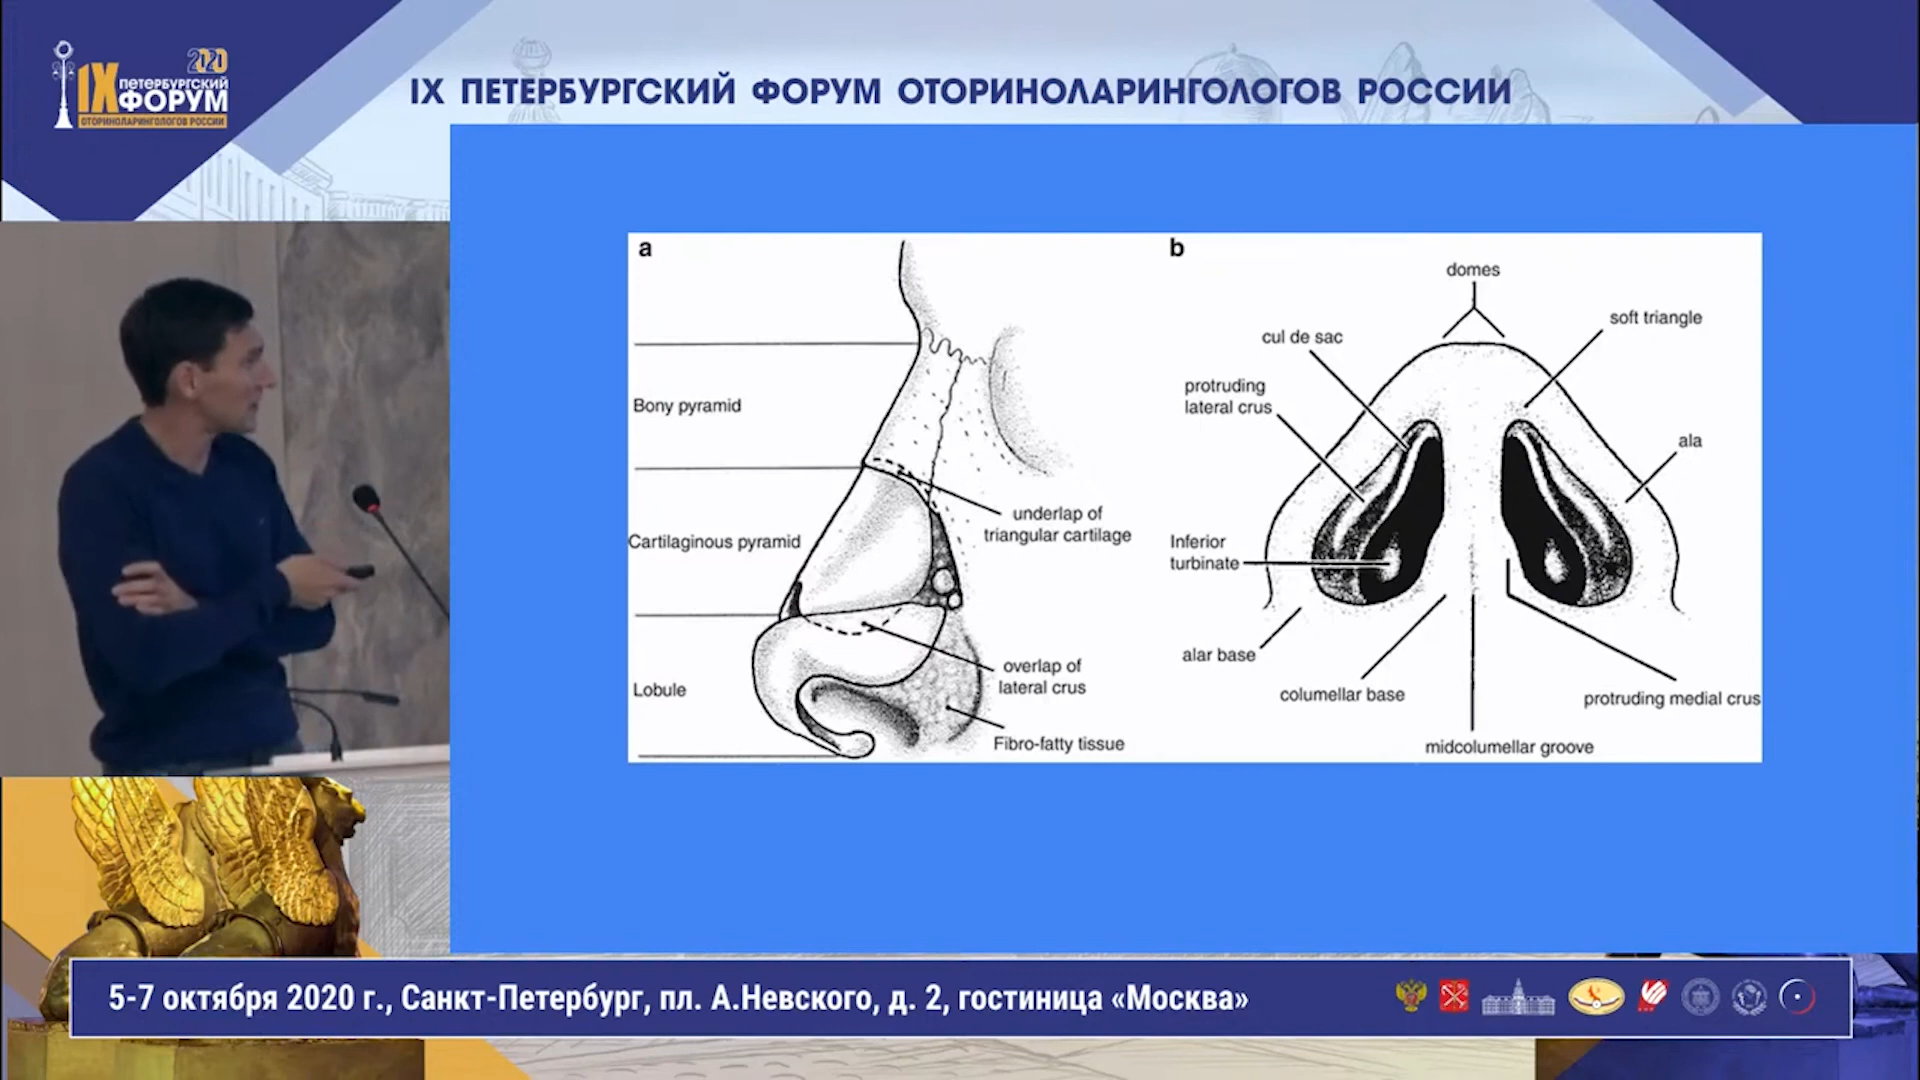 2020
IX ПЕТЕРБУРГСКИЙ
ФОРУМ
ОТОРИНОЛАРИНГОЛОГОВ РОССИИ
IX ПЕТЕРБУРГСКИЙ ФОРУМ ОТОРИНОЛАРИНГОЛОГОВ РОССИИ
a
Bony pyramid
Cartilaginous pyramid
Lobule
underlap of
triangular cartilage
overlap of
lateral crus
Fibro-fatty tissue
b
domes
soft triangle
cul de sac
protruding
lateral crus
ala
Inferior
turbinate
alar base
columellar base
protruding medial crus
midcolumellar groove
5-7 октября 2020 г., Санкт-Петербург, пл. А.Невского, д. 2, гостиница «Москва»